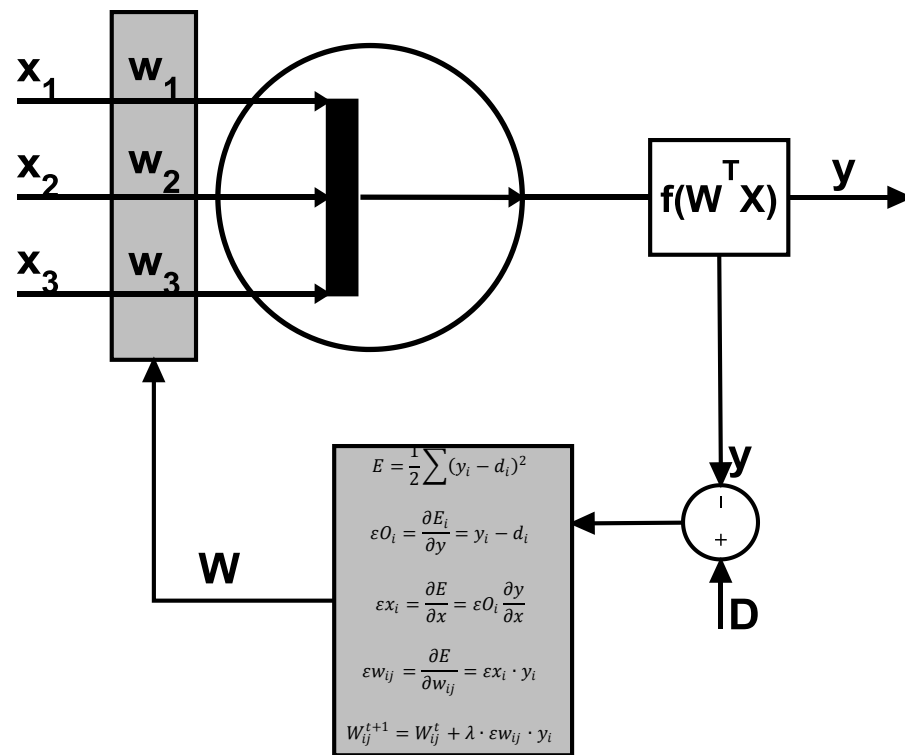 x₁ w₁
x₂ w₂
x₃ w₃
f(WᵀX)
y
y
−
+
D
W
E = 1/2 ∑ (yᵢ − dᵢ)²
εOᵢ = ∂Eᵢ/∂y = yᵢ − dᵢ
εxᵢ = ∂E/∂x = εOᵢ ∂y/∂x
εwᵢⱼ = ∂E/∂wᵢⱼ = εxᵢ · yᵢ
Wᵢⱼᵗ⁺¹ = Wᵢⱼᵗ + λ · εwᵢⱼ · yᵢ